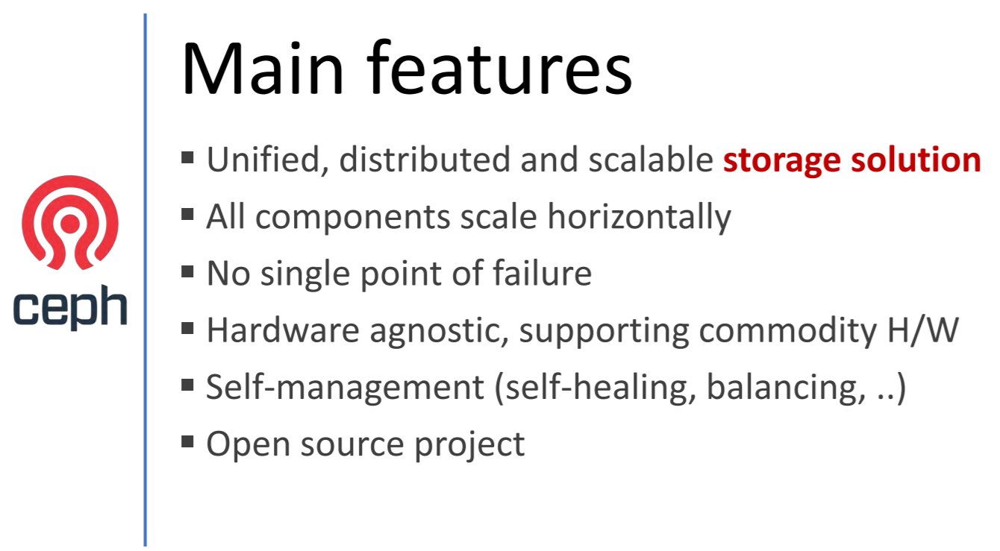 Main features
▪ Unified, distributed and scalable storage solution
▪ All components scale horizontally
▪ No single point of failure
▪ Hardware agnostic, supporting commodity H/W
▪ Self-management (self-healing, balancing, ..)
▪ Open source project
ceph